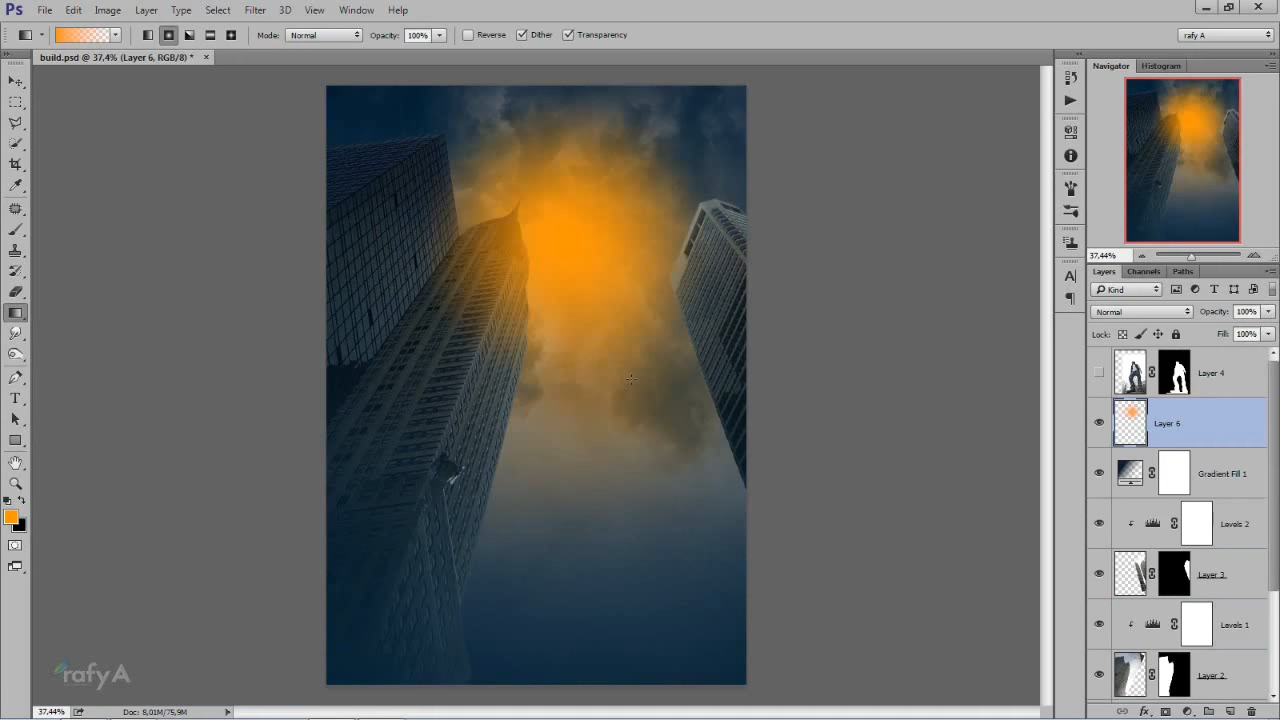 Ps File Edit Image Layer Type Select Filter 3D View Window Help
Mode: Normal Opacity: 100% Reverse Dither Transparency rafy A
build.psd @ 37,4% (Layer 6, RGB/8) * ×
Navigator Histogram
37,44%
Layers Channels Paths
Kind
Normal Opacity: 100%
Lock: Fill: 100%
Layer 4
Layer 6
Gradient Fill 1
Levels 2
Layer 3
Levels 1
Layer 2
rafy A
37,44% Doc: 8,01M/75,9M